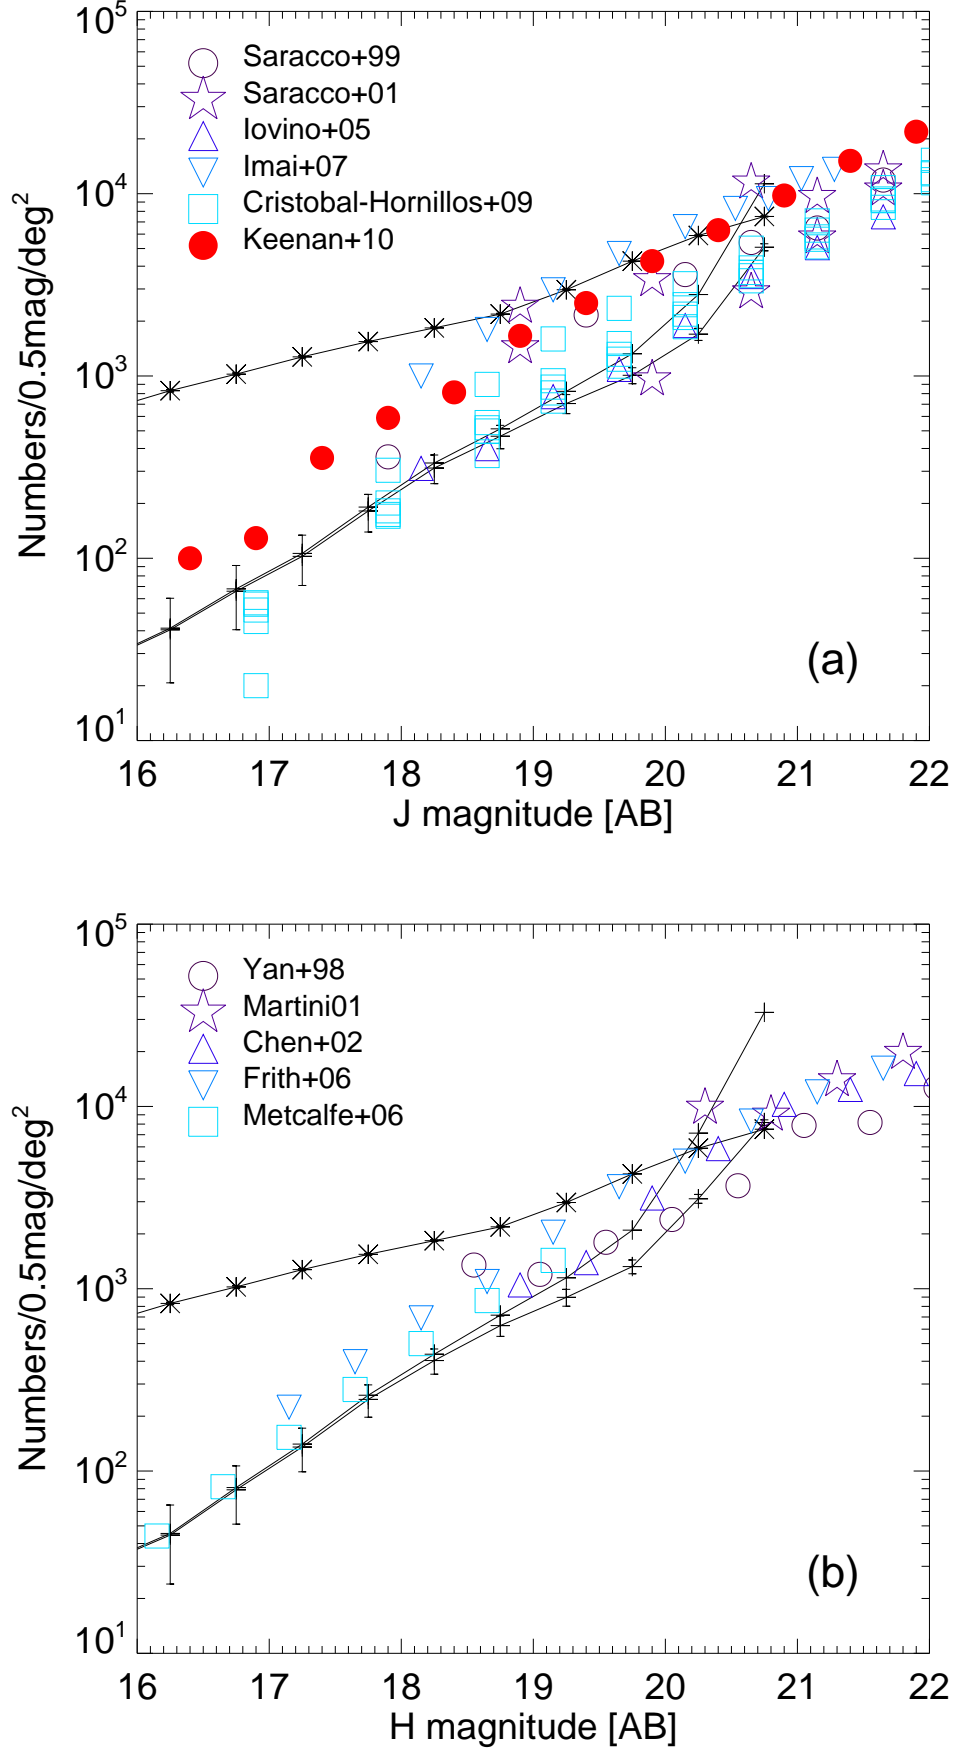 10^5
10^4
10^3
10^2
10^1
Numbers/0.5mag/deg^2
Saracco+99
Saracco+01
Iovino+05
Imai+07
Cristobal-Hornillos+09
Keenan+10
(a)
16 17 18 19 20 21 22
J magnitude [AB]
10^5
10^4
10^3
10^2
10^1
Numbers/0.5mag/deg^2
Yan+98
Martini01
Chen+02
Frith+06
Metcalfe+06
(b)
16 17 18 19 20 21 22
H magnitude [AB]